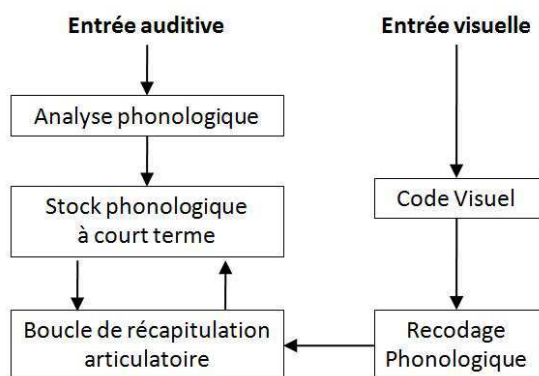 Entrée auditive
Entrée visuelle
Analyse phonologique
Stock phonologique
à court terme
Code Visuel
Boucle de récapitulation
articulatoire
Recodage
Phonologique